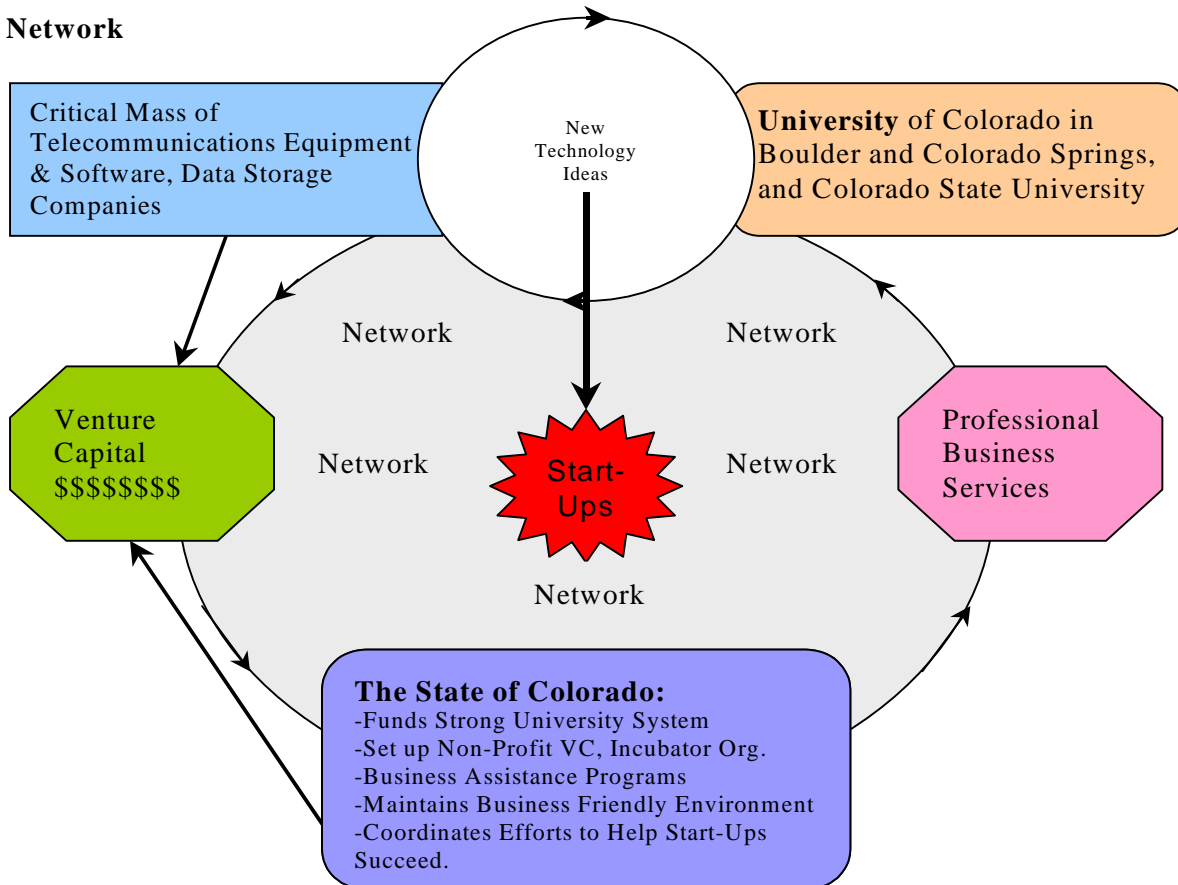 Network
Critical Mass of
Telecommunications Equipment
& Software, Data Storage
Companies
New
Technology
Ideas
University of Colorado in
Boulder and Colorado Springs,
and Colorado State University
Network
Network
Venture
Capital
$$$$$$$$
Network
Start-
Ups
Network
Professional
Business
Services
Network
The State of Colorado:
-Funds Strong University System
-Set up Non-Profit VC, Incubator Org.
-Business Assistance Programs
-Maintains Business Friendly Environment
-Coordinates Efforts to Help Start-Ups
Succeed.